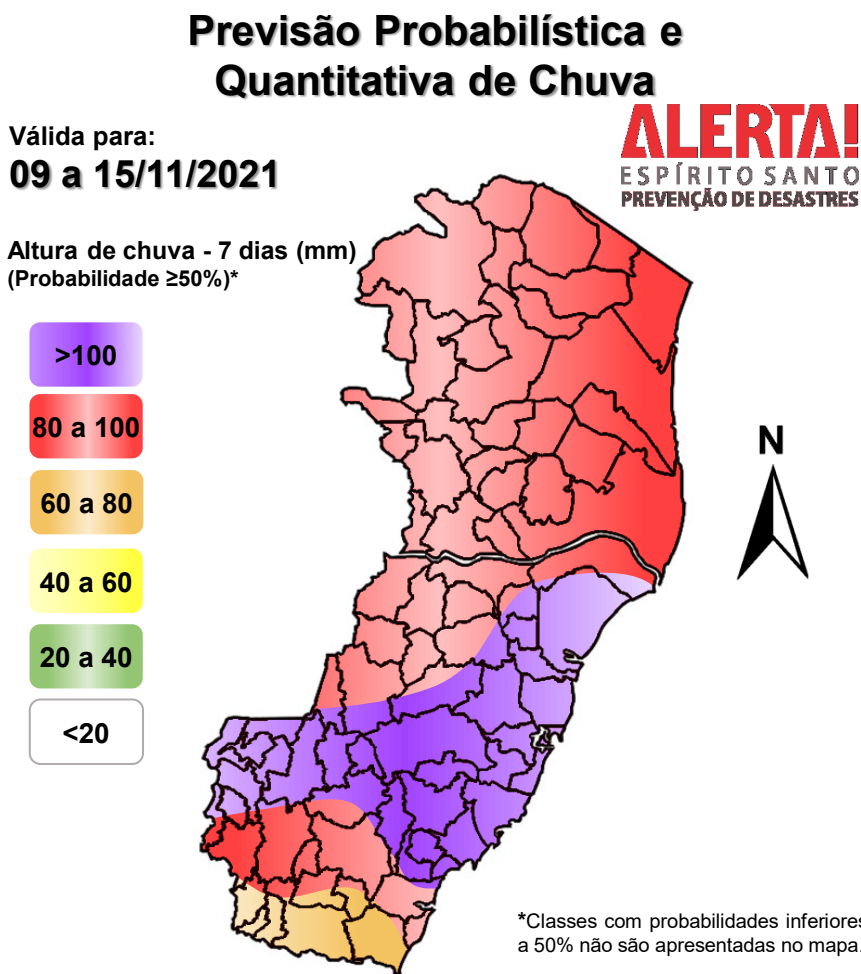 Previsão Probabilística e
Quantitativa de Chuva
Válida para:
09 a 15/11/2021
ALERTA!
ESPÍRITO SANTO
PREVENÇÃO DE DESASTRES
Altura de chuva - 7 dias (mm)
(Probabilidade ≥50%)*
>100
80 a 100
60 a 80
40 a 60
20 a 40
<20
N
*Classes com probabilidades inferiores
a 50% não são apresentadas no mapa.